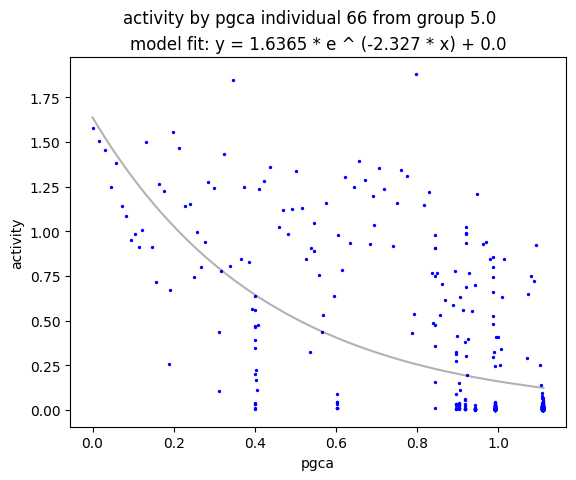 activity by pgca individual 66 from group 5.0
model fit: y = 1.6365 * e ^ (-2.327 * x) + 0.0
1.75
1.50
1.25
1.00
0.75
0.50
0.25
0.00
activity
0.0 0.2 0.4 0.6 0.8 1.0
pgca